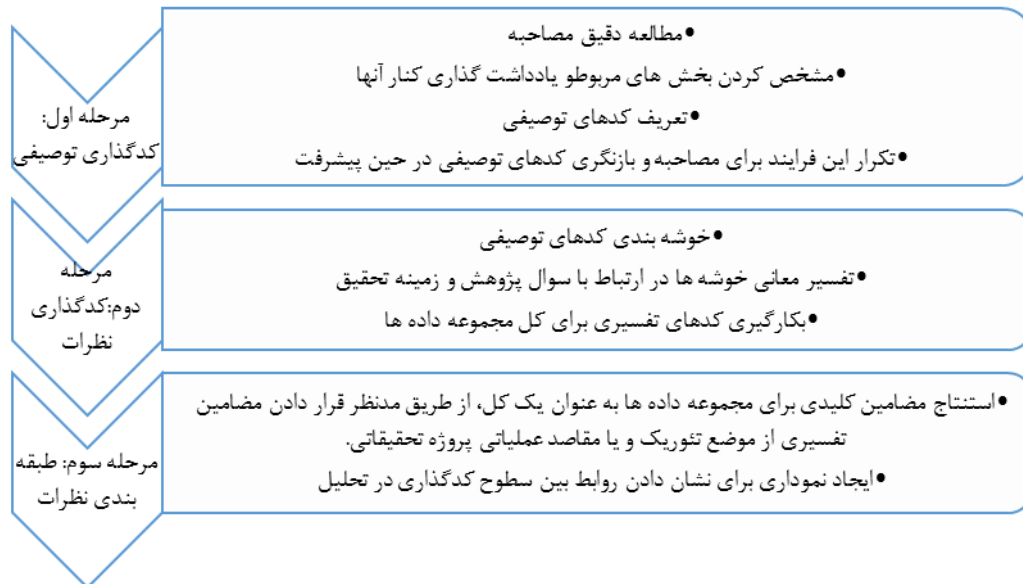 مرحله اول:
کدگذاری توصیفی
•مطالعه دقیق مصاحبه
•مشخص کردن بخش های مربوطو یادداشت گذاری کنار آنها
•تعریف کدهای توصیفی
•تکرار این فرایند برای مصاحبه و بازنگری کدهای توصیفی در حین پیشرفت
مرحله
دوم:کدگذاری
نظرات
•خوشه بندی کدهای توصیفی
•تفسیر معانی خوشه ها در ارتباط با سوال پژوهش و زمینه تحقیق
•بکارگیری کدهای تفسیری برای کل مجموعه داده ها
مرحله سوم: طبقه
بندی نظرات
•استنتاج مضامین کلیدی برای مجموعه داده ها به عنوان یک کل، از طریق مدنظر قرار دادن مضامین
تفسیری از موضع تئوریک و یا مقاصد عملیاتی پروژه تحقیقاتی.
•ایجاد نموداری برای نشان دادن روابط بین سطوح کدگذاری در تحلیل